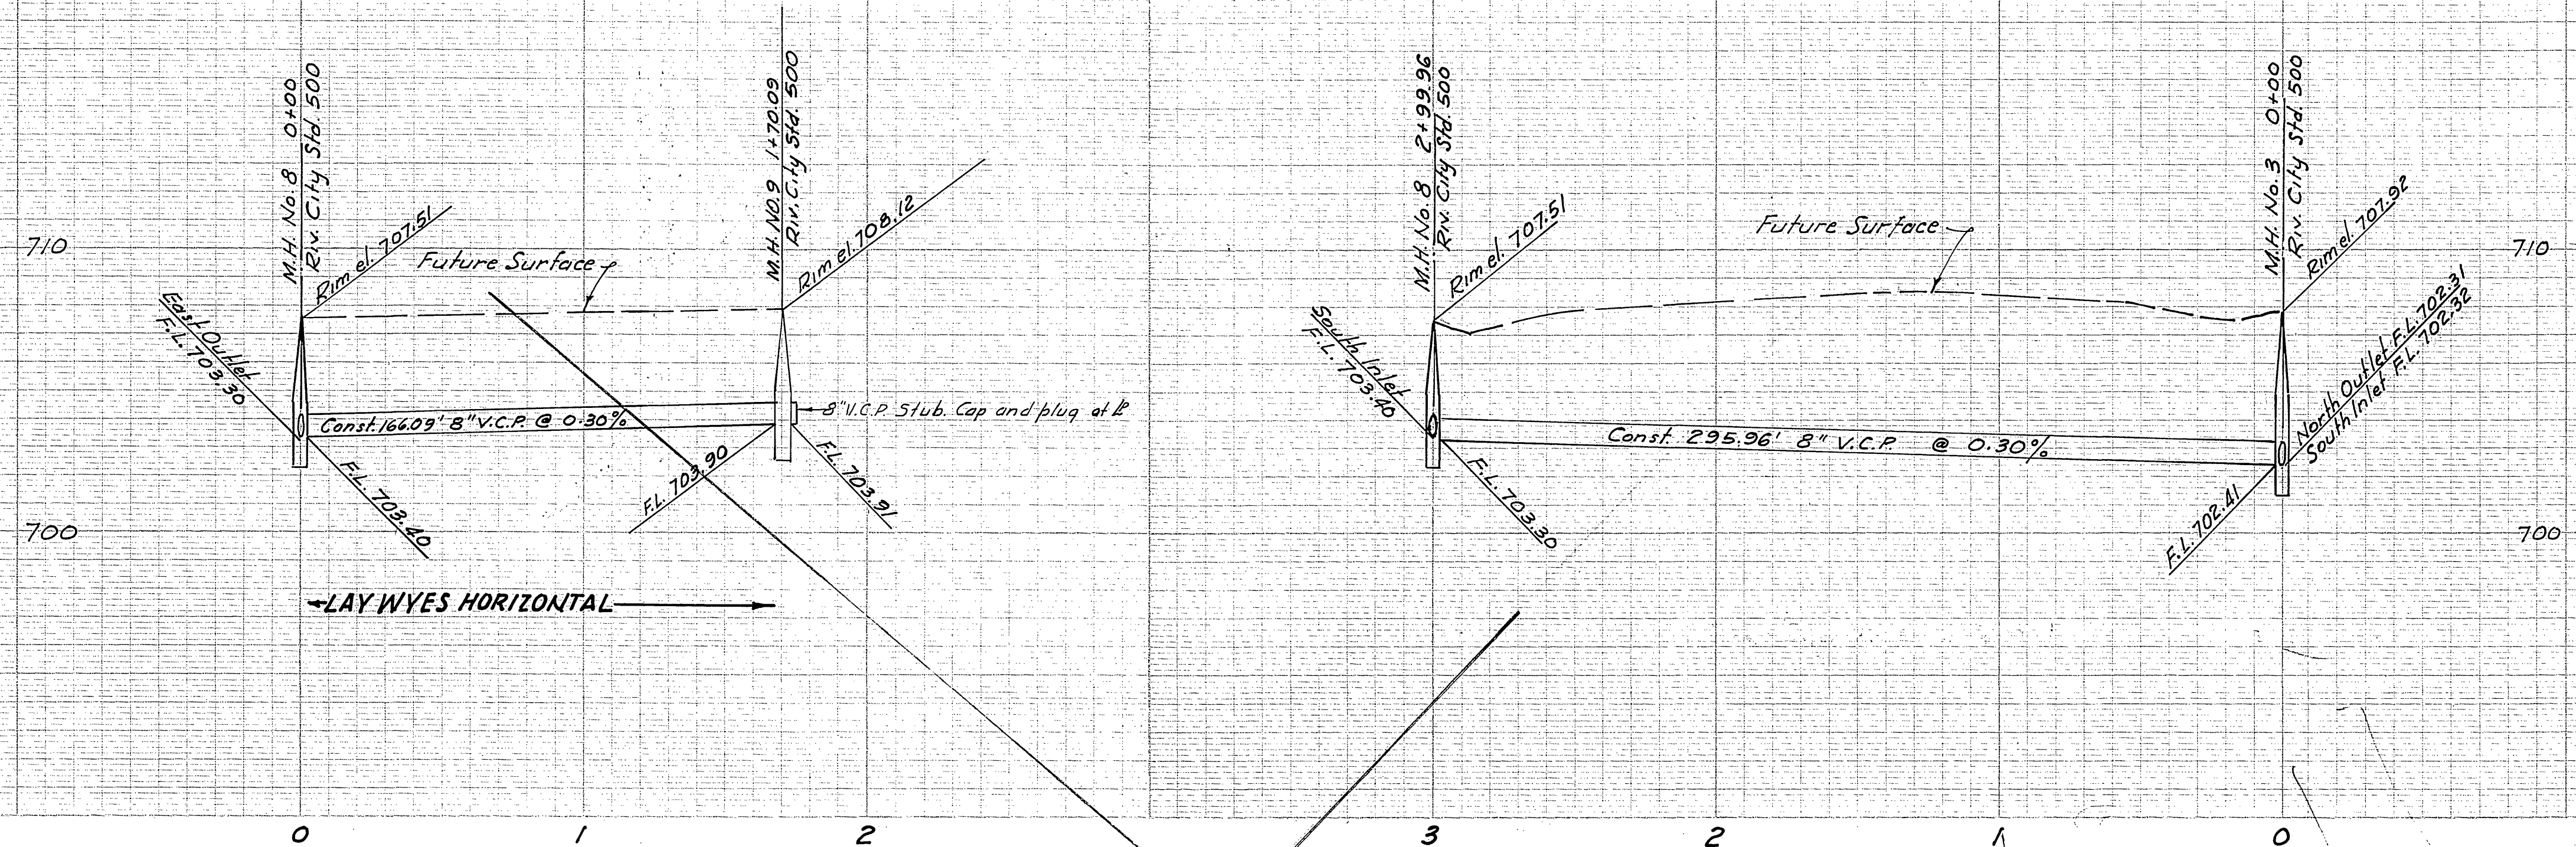 M.H. No. 8 0+00
Riv. City Std. 500
Rim el. 707.51
Future Surface
M.H. NO. 9 1+70.09
Riv. City Std. 500
Rim el. 708.12
710
East Outlet
F.L. 703.30
Const. 166.09' 8" V.C.P. @ 0.30%
8" V.C.P. Stub. Cap and plug at
F.L. 703.40
F.L. 703.90
F.L. 703.91
700
LAY WYES HORIZONTAL
0
1
2
M.H. No. 8 2+99.96
Riv. City Std. 500
Rim el. 707.51
Future Surface
M.H. No. 3 0+00
Riv. City Std. 500
Rim el. 707.92
710
South Inlet
F.L. 703.40
Const. 295.96' 8" V.C.P. @ 0.30%
North Outlet F.L. 702.31
South Inlet F.L. 702.32
F.L. 703.30
F.L. 702.41
700
3
2
1
0